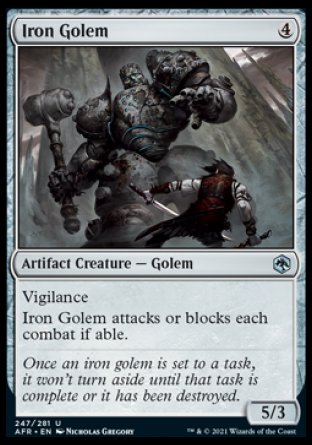 Iron Golem 4
Artifact Creature — Golem
Vigilance
Iron Golem attacks or blocks each
combat if able.
Once an iron golem is set to a task,
it won't turn aside until that task is
complete or it has been destroyed.
5/3
247/281 U
AFR • EN Nicholas Gregory ™ & © 2021 Wizards of the Coast